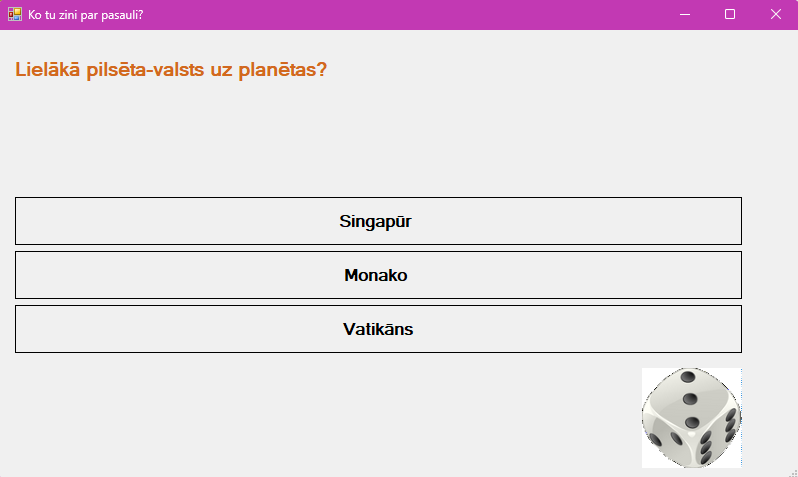 Ko tu zini par pasauli?
Lielākā pilsēta-valsts uz planētas?
Singapūr
Monako
Vatikāns